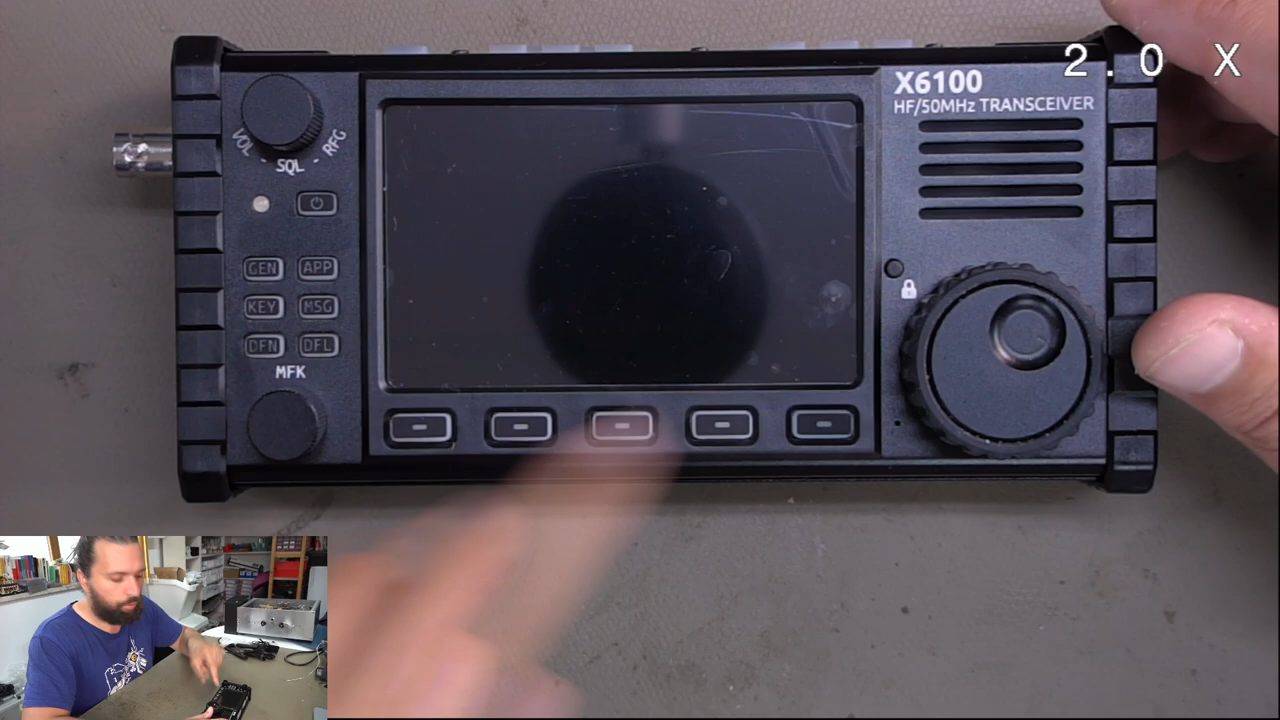 2.0 X
X6100
HF/50MHz TRANSCEIVER
VOL - SQL - RFG
GEN APP
KEY MSG
DFN DFL
MFK